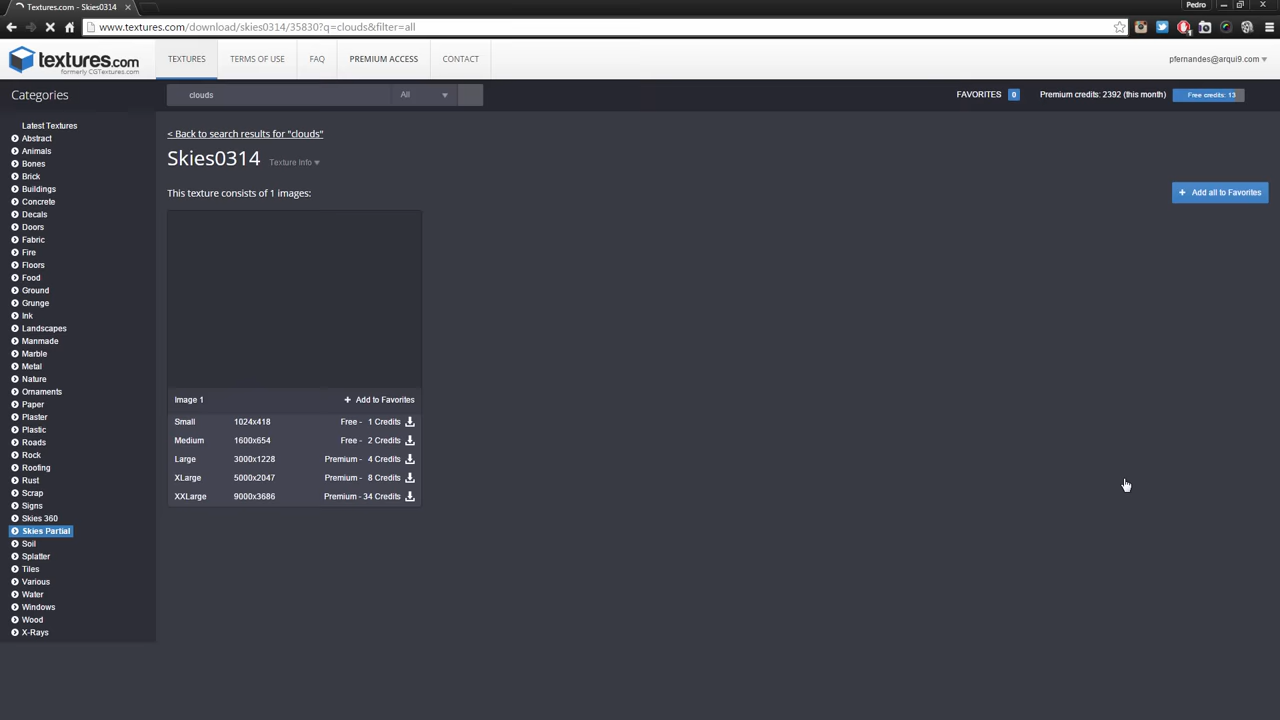 Textures.com - Skies0314
Pedro
www.textures.com/download/skies0314/35830?q=clouds&filter=all
textures.com
formerly CGTextures.com
TEXTURES
TERMS OF USE
FAQ
PREMIUM ACCESS
CONTACT
pfernandes@arqui9.com
Categories
clouds
All
FAVORITES 0
Premium credits: 2392 (this month)
Free credits: 13
Latest Textures
Abstract
Animals
Bones
Brick
Buildings
Concrete
Decals
Doors
Fabric
Fire
Floors
Food
Ground
Grunge
Ink
Landscapes
Manmade
Marble
Metal
Nature
Ornaments
Paper
Plaster
Plastic
Roads
Rock
Roofing
Rust
Scrap
Signs
Skies 360
Skies Partial
Soil
Splatter
Tiles
Various
Water
Windows
Wood
X-Rays
< Back to search results for "clouds"
Skies0314 Texture Info
This texture consists of 1 images:
+ Add all to Favorites
Image 1 + Add to Favorites
Small 1024x418 Free - 1 Credits
Medium 1600x654 Free - 2 Credits
Large 3000x1228 Premium - 4 Credits
XLarge 5000x2047 Premium - 8 Credits
XXLarge 9000x3686 Premium - 34 Credits